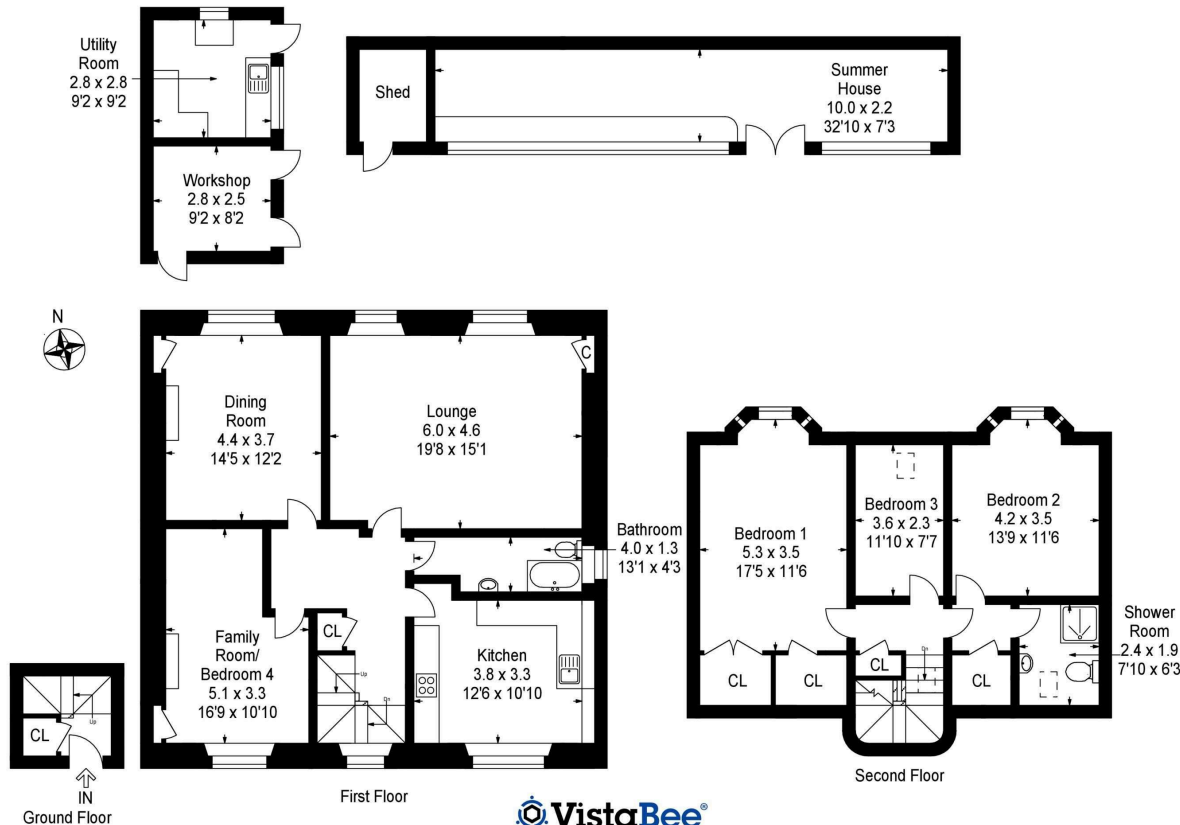 Utility
Room
2.8 x 2.8
9'2 x 9'2
Shed
Summer
House
10.0 x 2.2
32'10 x 7'3
Workshop
2.8 x 2.5
9'2 x 8'2
N
Dining
Room
4.4 x 3.7
14'5 x 12'2
Lounge
6.0 x 4.6
19'8 x 15'1
C
Bathroom
4.0 x 1.3
13'1 x 4'3
Family
Room/
Bedroom 4
5.1 x 3.3
16'9 x 10'10
CL
Up
Dn
Kitchen
3.8 x 3.3
12'6 x 10'10
First Floor
Up
CL
IN
Ground Floor
Bedroom 1
5.3 x 3.5
17'5 x 11'6
Bedroom 3
3.6 x 2.3
11'10 x 7'7
Bedroom 2
4.2 x 3.5
13'9 x 11'6
Shower
Room
2.4 x 1.9
7'10 x 6'3
CL
CL
CL
Dn
CL
Second Floor
VistaBee®